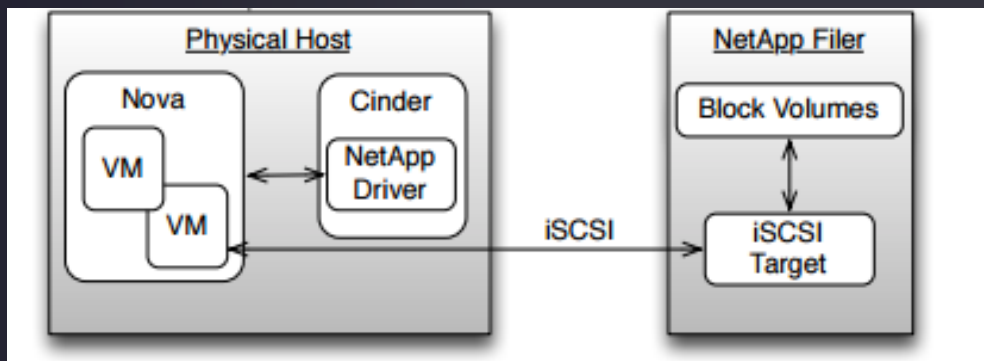 Physical Host
Nova
VM
VM
Cinder
NetApp
Driver
iSCSI
NetApp Filer
Block Volumes
iSCSI
Target